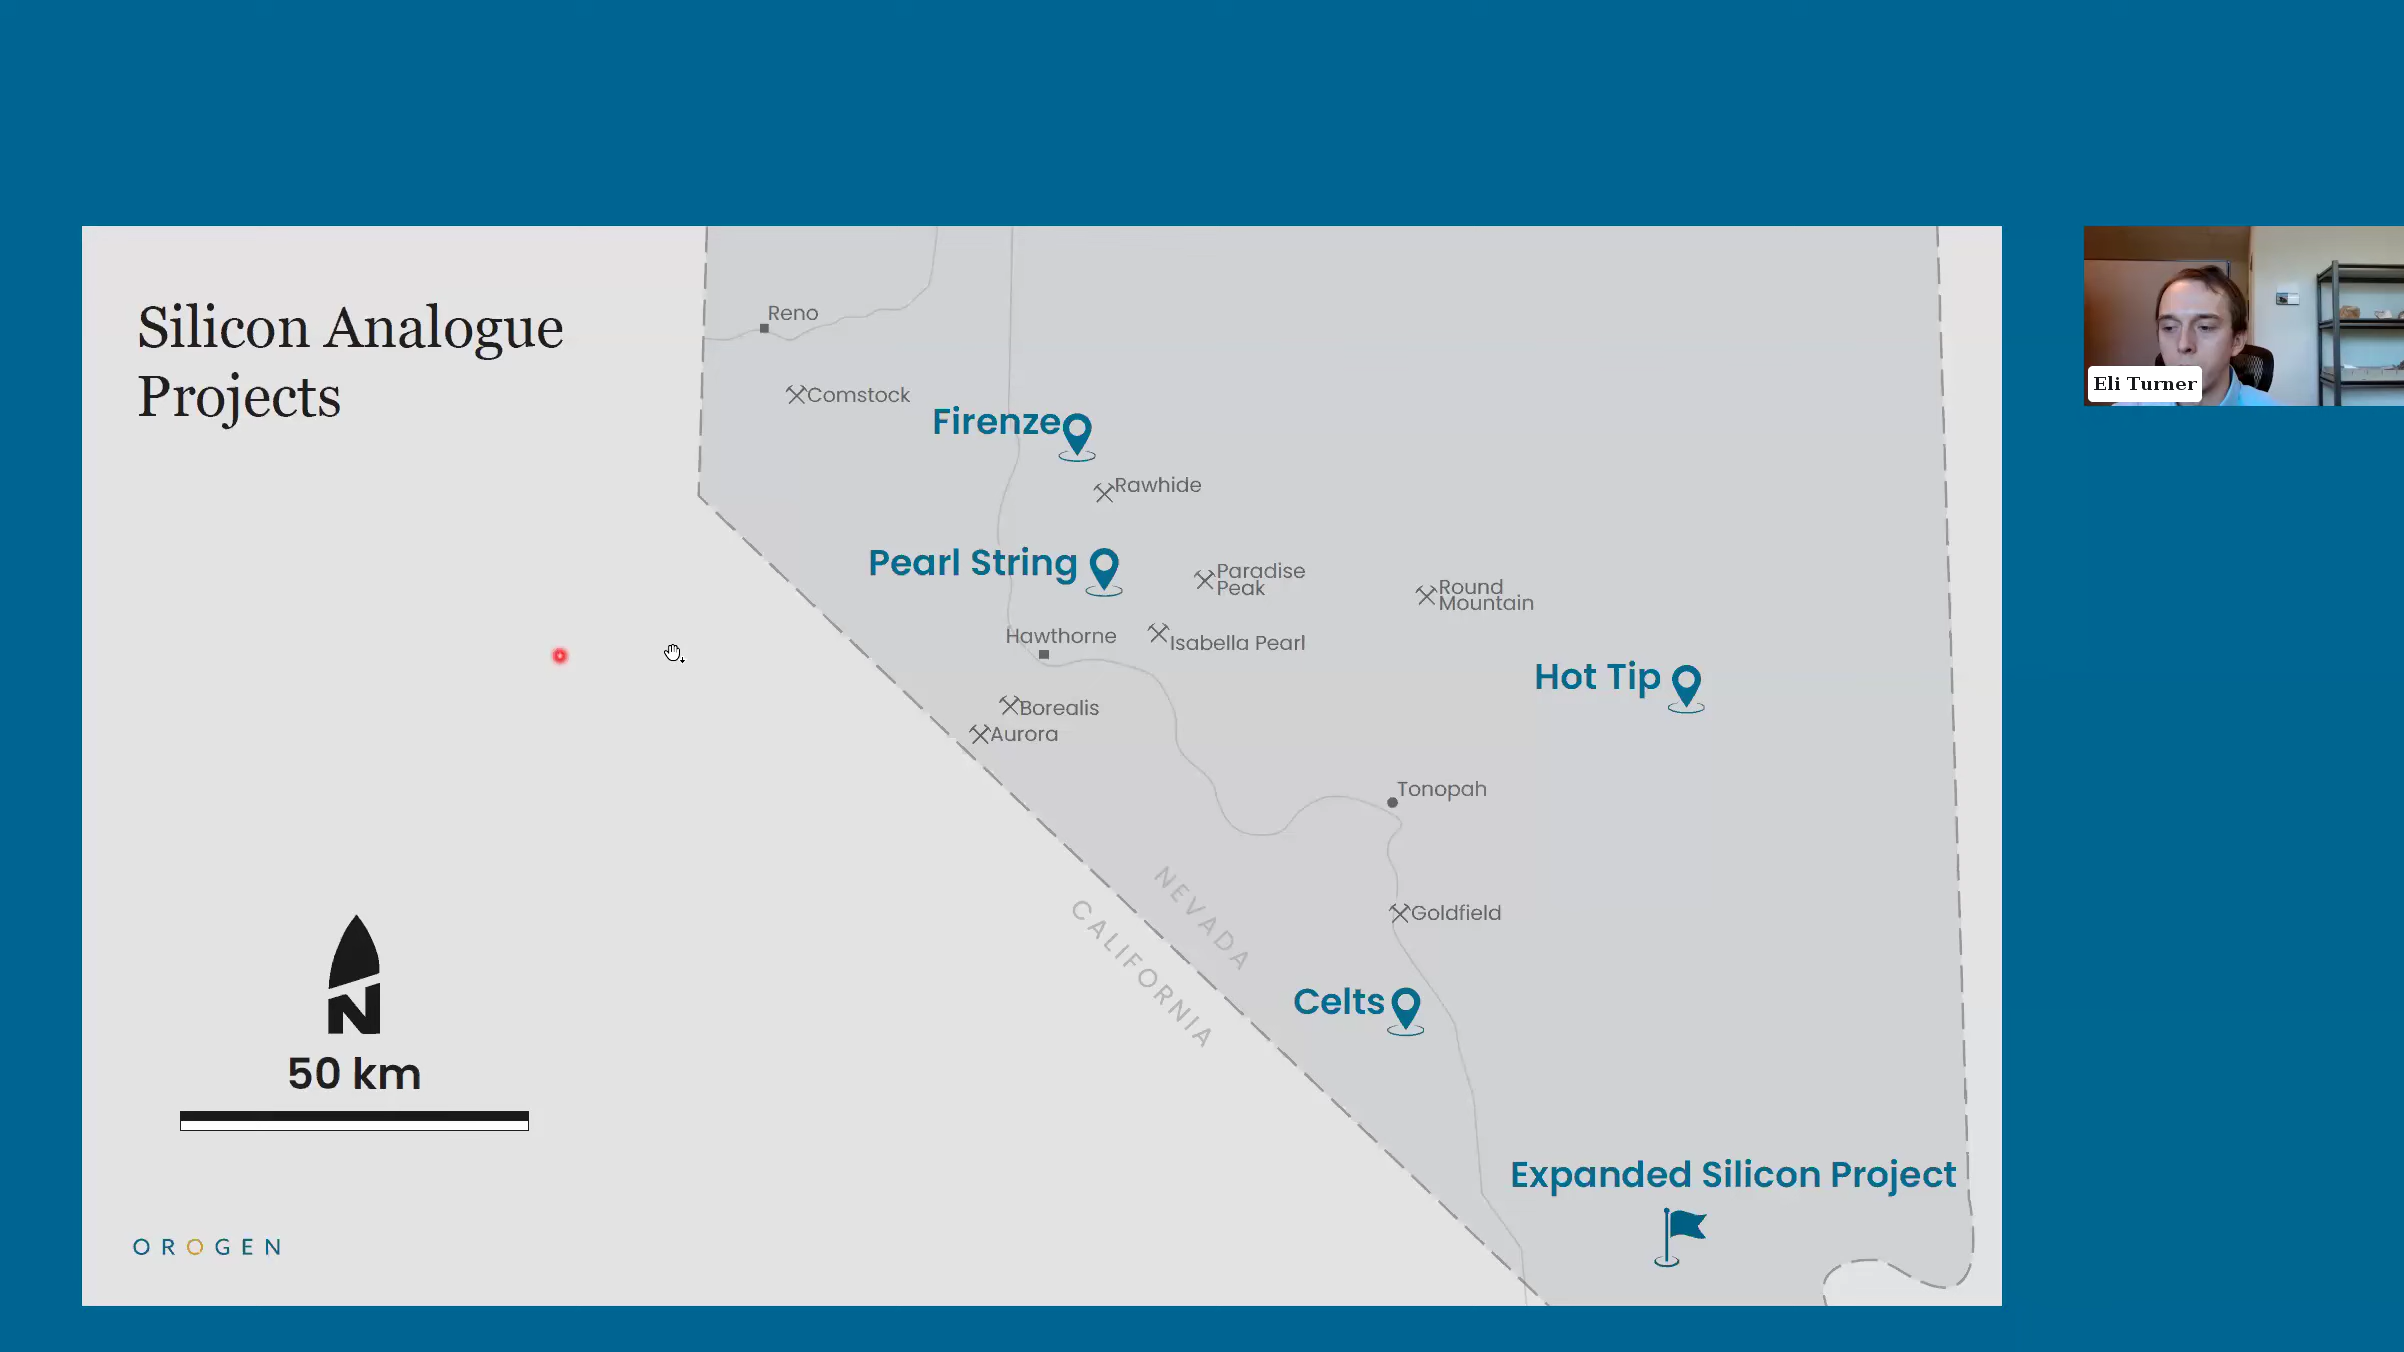 Silicon Analogue
Projects
Reno
Comstock
Firenze
Rawhide
Pearl String
Paradise
Peak
Round
Mountain
Hawthorne
Isabella Pearl
Hot Tip
Borealis
Aurora
Tonopah
NEVADA
CALIFORNIA
Goldfield
Celts
N
50 km
Expanded Silicon Project
OROGEN
Eli Turner